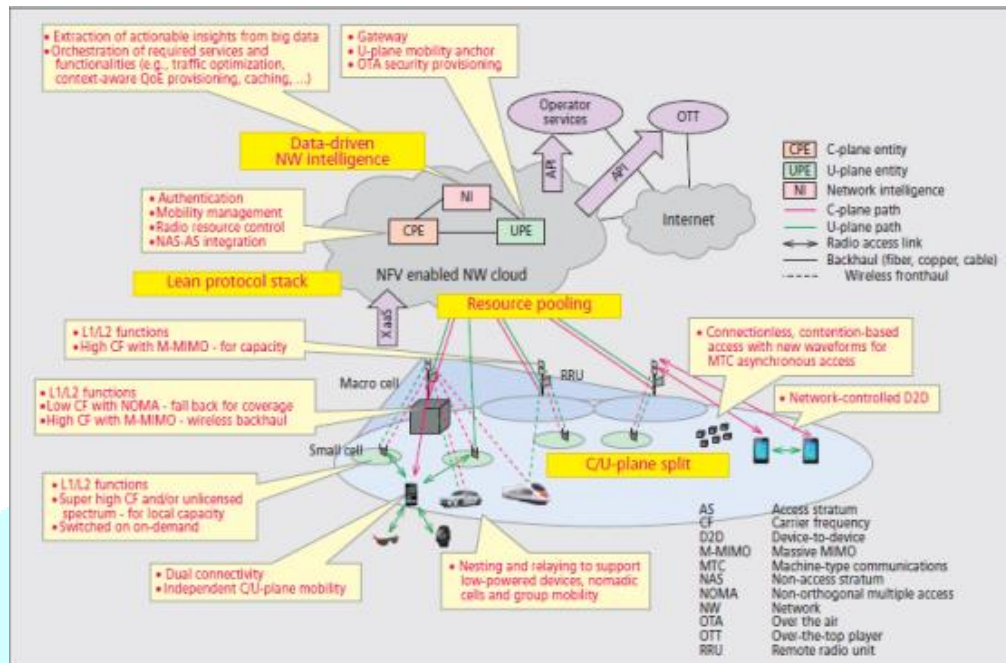 • Extraction of actionable insights from big data
• Orchestration of required services and
functionalities (e.g., traffic optimization,
context-aware QoE provisioning, caching, ...)
• Gateway
• U-plane mobility anchor
• OTA security provisioning
Operator
services
OTT
Data-driven
NW intelligence
API
API
CPE C-plane entity
UPE U-plane entity
NI Network intelligence
C-plane path
U-plane path
Radio access link
Backhaul (fiber, copper, cable)
Wireless fronthaul
• Authentication
• Mobility management
• Radio resource control
• NAS-AS integration
NI
CPE
UPE
Internet
NFV enabled NW cloud
Lean protocol stack
Resource pooling
XaaS
• L1/L2 functions
• High CF with M-MIMO - for capacity
• Connectionless, contention-based
access with new waveforms for
MTC asynchronous access
Macro cell
RRU
• L1/L2 functions
• Low CF with NOMA - fall back for coverage
• High CF with M-MIMO - wireless backhaul
• Network-controlled D2D
Small cell
C/U-plane split
• L1/L2 functions
• Super high CF and/or unlicensed
spectrum - for local capacity
• Switched on on-demand
• Dual connectivity
• Independent C/U-plane mobility
• Nesting and relaying to support
low-powered devices, nomadic
cells and group mobility
AS Access stratum
CF Carrier frequency
D2D Device-to-device
M-MIMO Massive MIMO
MTC Machine-type communications
NAS Non-access stratum
NOMA Non-orthogonal multiple access
NW Network
OTA Over the air
OTT Over-the-top player
RRU Remote radio unit